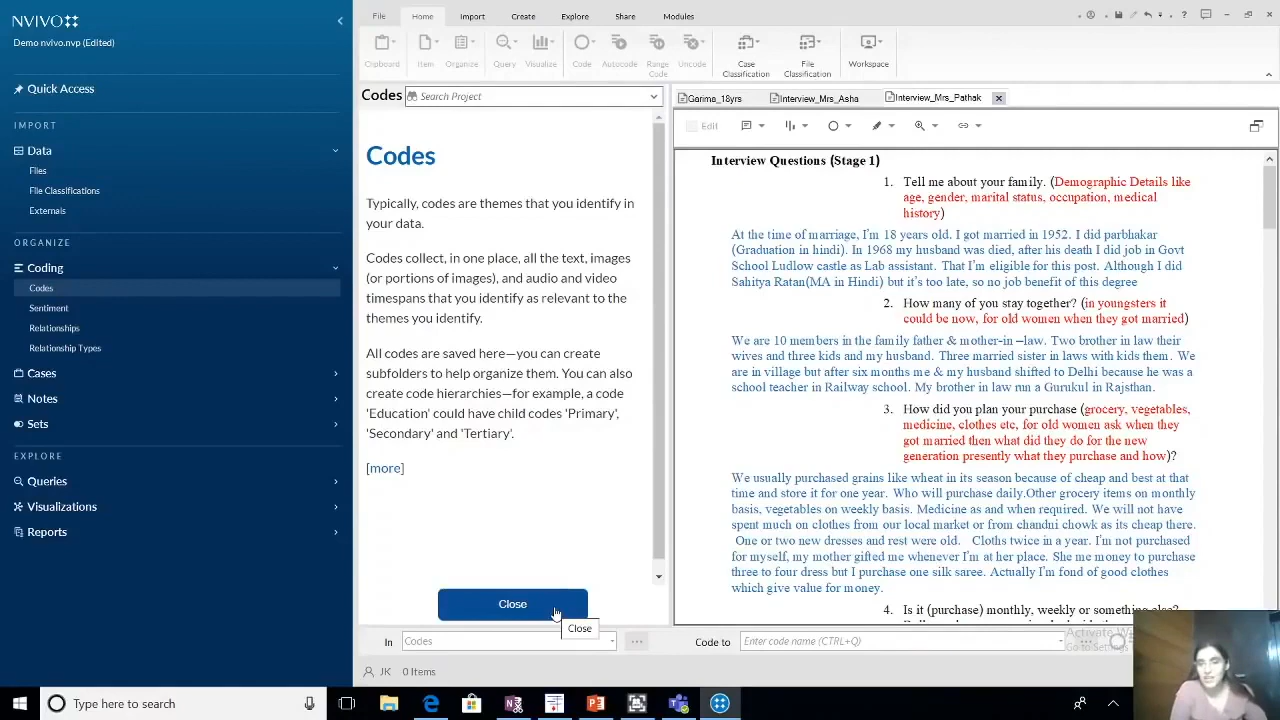 NVIVO
Demo nvivo.nvp (Edited)
Quick Access
IMPORT
Data
Files
File Classifications
Externals
ORGANIZE
Coding
Codes
Sentiment
Relationships
Relationship Types
Cases
Notes
Sets
EXPLORE
Queries
Visualizations
Reports
File Home Import Create Explore Share Modules
Clipboard Item Organize Query Visualize Code Autocode Range Code Uncode Case Classification File Classification Workspace
Codes Search Project
Codes
Typically, codes are themes that you identify in
your data.
Codes collect, in one place, all the text, images
(or portions of images), and audio and video
timespans that you identify as relevant to the
themes you identify.
All codes are saved here—you can create
subfolders to help organize them. You can also
create code hierarchies—for example, a code
'Education' could have child codes 'Primary',
'Secondary' and 'Tertiary'.
[more]
Close
Close
In Codes
JK 0 Items
Garima_18yrs Interview_Mrs_Asha Interview_Mrs_Pathak
Edit
Interview Questions (Stage 1)
1. Tell me about your family. (Demographic Details like
age, gender, marital status, occupation, medical
history)
At the time of marriage, I'm 18 years old. I got married in 1952. I did parbhakar
(Graduation in hindi). In 1968 my husband was died, after his death I did job in Govt
School Ludlow castle as Lab assistant. That I'm eligible for this post. Although I did
Sahitya Ratan(MA in Hindi) but it's too late, so no job benefit of this degree
2. How many of you stay together? (in youngsters it
could be now, for old women when they got married)
We are 10 members in the family father & mother-in –law. Two brother in law their
wives and three kids and my husband. Three married sister in laws with kids them. We
are in village but after six months me & my husband shifted to Delhi because he was a
school teacher in Railway school. My brother in law run a Gurukul in Rajsthan.
3. How did you plan your purchase (grocery, vegetables,
medicine, clothes etc, for old women ask when they
got married then what did they do for the new
generation presently what they purchase and how)?
We usually purchased grains like wheat in its season because of cheap and best at that
time and store it for one year. Who will purchase daily.Other grocery items on monthly
basis, vegetables on weekly basis. Medicine as and when required. We will not have
spent much on clothes from our local market or from chandni chowk as its cheap there.
One or two new dresses and rest were old. Cloths twice in a year. I'm not purchased
for myself, my mother gifted me whenever I'm at her place. She me money to purchase
three to four dress but I purchase one silk saree. Actually I'm fond of good clothes
which give value for money.
4. Is it (purchase) monthly, weekly or something else?
Code to Enter code name (CTRL+Q)
Activate
Go to Settings
Type here to search